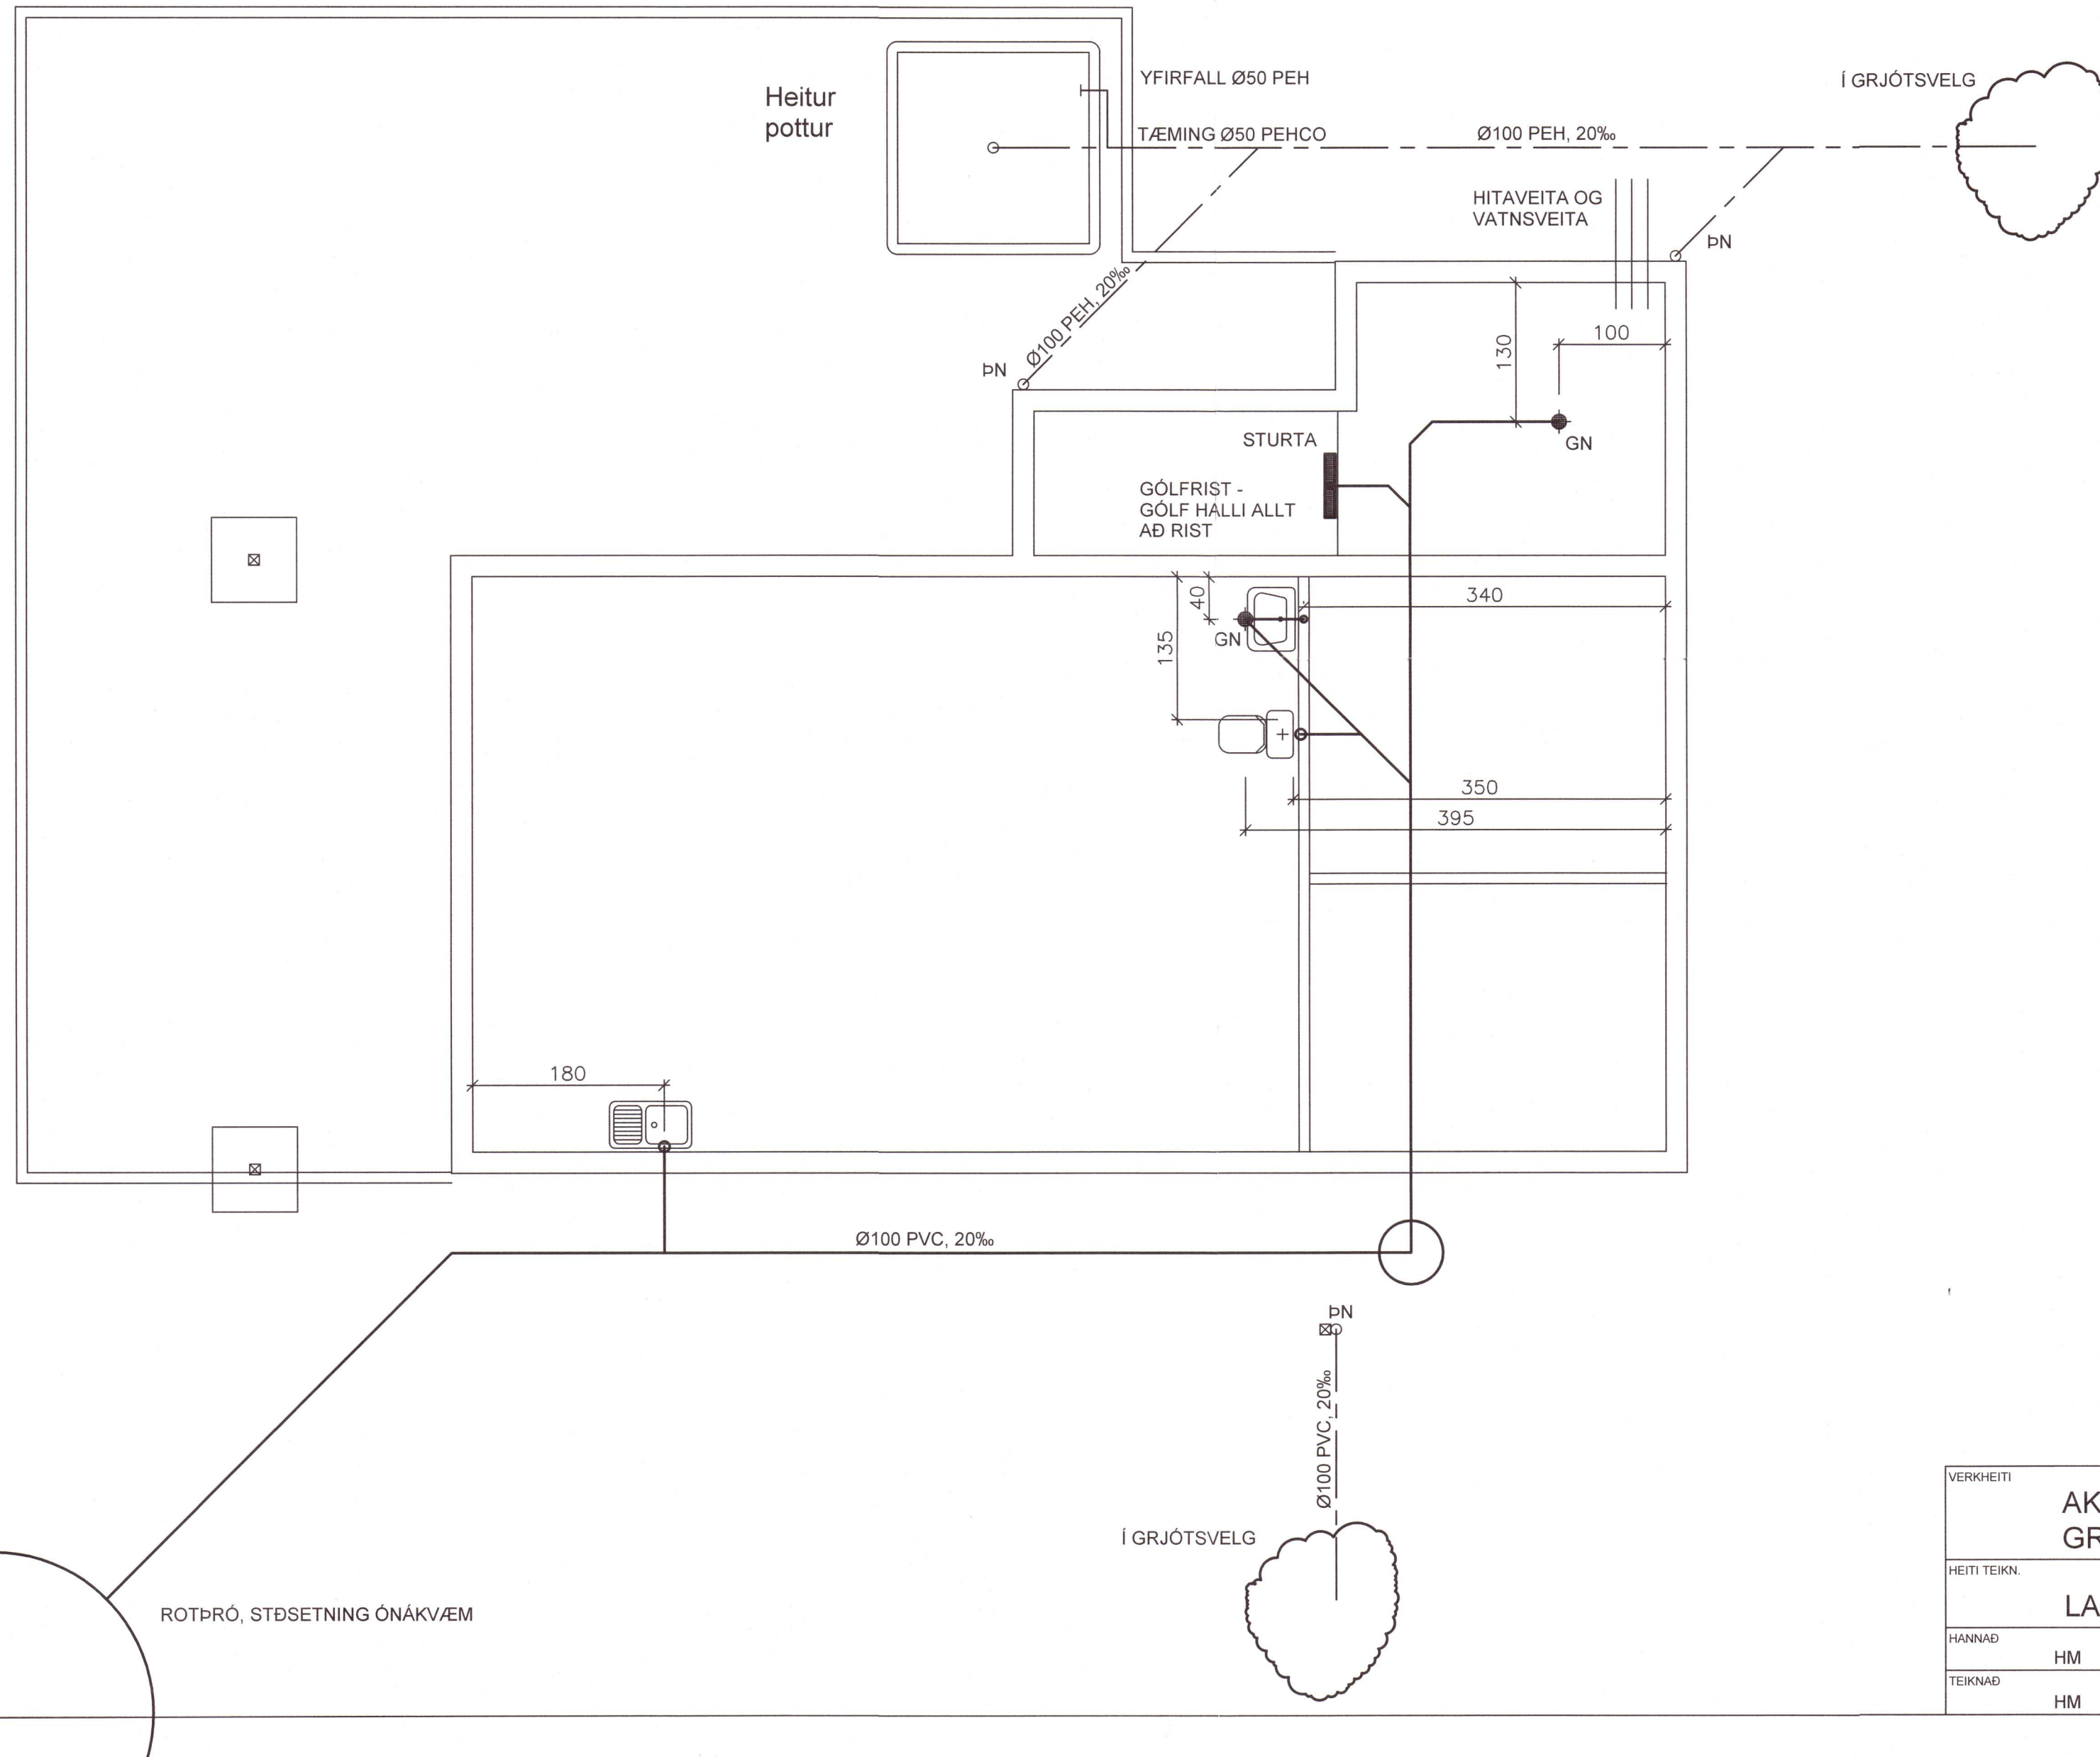 Heitur
pottur
YFIRFALL Ø50 PEH
TÆMING Ø50 PEHCO
Ø100 PEH, 20‰
Í GRJÓTSVELG
HITAVEITA OG
VATNSVEITA
ÞN
Ø100 PEH, 20‰
ÞN
130
100
GN
STURTA
GÓLFRIST -
GÓLF HALLI ALLT
AÐ RIST
40
135
GN
340
350
395
180
Ø100 PVC, 20‰
ÞN
Ø100 PVC, 20‰
Í GRJÓTSVELG
ROTÞRÓ, STÐSETNING ÓNÁKVÆM
VERKHEITI
AK
GR
HEITI TEIKN.
LA
HANNAÐ
HM
TEIKNAÐ
HM